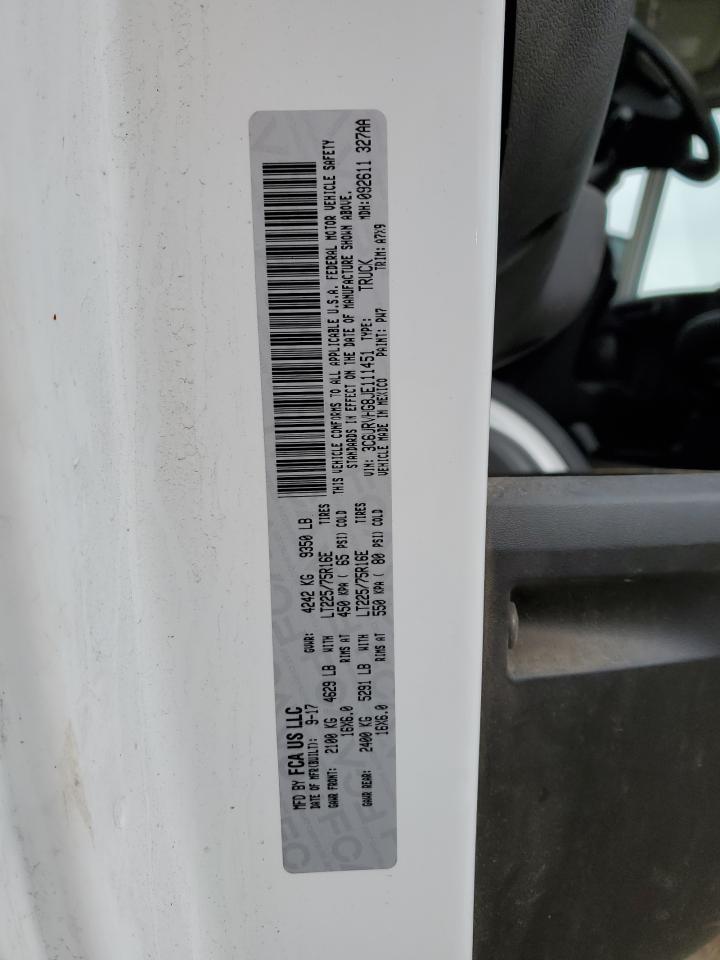 MFD BY FCA US LLC
DATE OF MFR(BUILT): 9-17
GVWR: 4242 KG 9350 LB
GAWR FRONT: 2100 KG 4629 LB WITH LT225/75R16E TIRES
16X6.0 RIMS AT 450 KPA ( 65 PSI) COLD
GAWR REAR: 2400 KG 5291 LB WITH LT225/75R16E TIRES
16X6.0 RIMS AT 550 KPA ( 80 PSI) COLD
THIS VEHICLE CONFORMS TO ALL APPLICABLE U.S.A. FEDERAL MOTOR VEHICLE SAFETY
STANDARDS IN EFFECT ON THE DATE OF MANUFACTURE SHOWN ABOVE.
VIN: 3C6JRVHG8JE111451 TYPE: TRUCK MDH:092611 327AA
VEHICLE MADE IN MEXICO PAINT: PW7 TRIM: A7X9